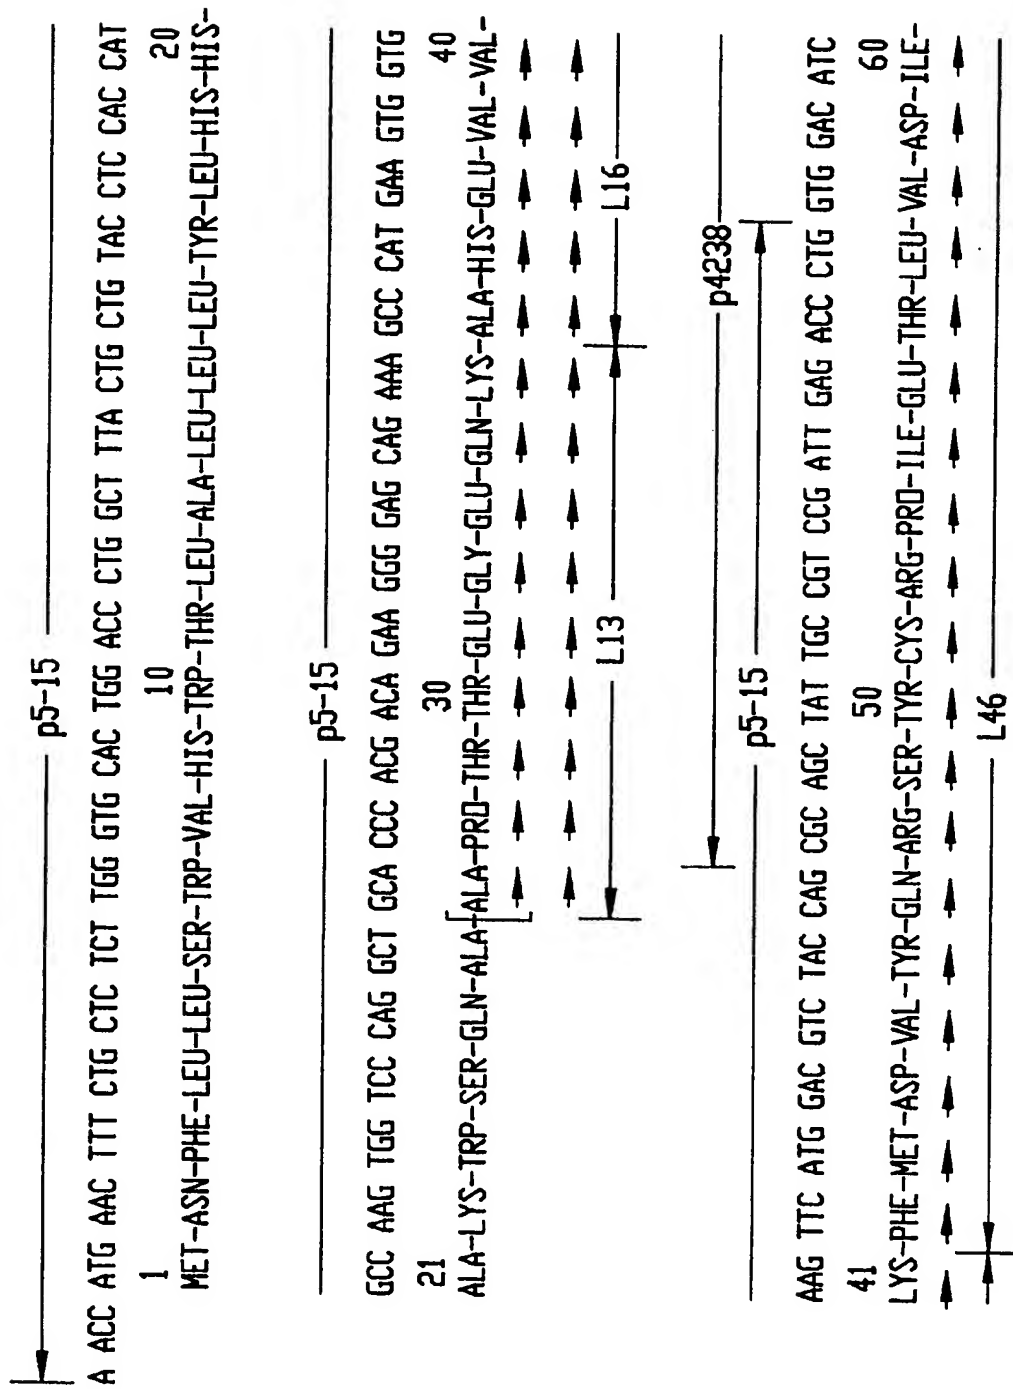 p5-15
A ACC ATG AAC TTT CTG CTC TCT TGG GTG CAC TGG ACC CTG GCT TTA CTG CTG TAC CTC CAC CAT
1 10 20
MET-ASN-PHE-LEU-LEU-SER-TRP-VAL-HIS-TRP-THR-LEU-ALA-LEU-LEU-LEU-TYR-LEU-HIS-HIS-
p5-15
GCC AAG TGG TCC CAG GCT GCA CCC ACG ACA GAA GGG GAG CAG AAA GCC CAT GAA GTG GTG
21 30 40
ALA-LYS-TRP-SER-GLN-ALA-ALA-PRO-THR-THR-GLU-GLY-GLU-GLN-LYS-ALA-HIS-GLU-VAL-VAL-
L13 L16
p4238
p5-15
AAG TTC ATG GAC GTC TAC CAG CGC AGC TAT TGC CGT CCG ATT GAG ACC CTG GTG GAC ATC
41 50 60
LYS-PHE-MET-ASP-VAL-TYR-GLN-ARG-SER-TYR-CYS-ARG-PRO-ILE-GLU-THR-LEU-VAL-ASP-ILE-
L46